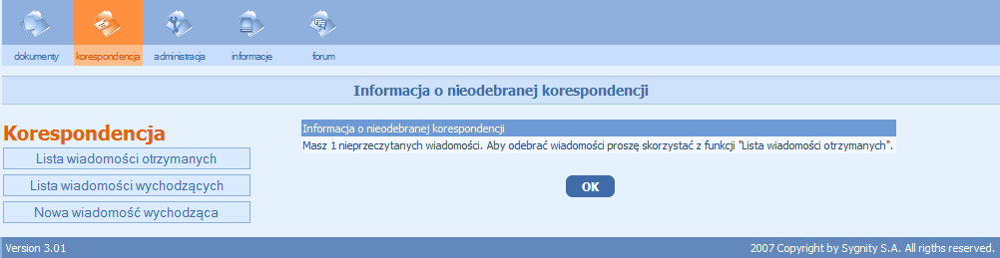 dokumenty korespondencja administracja informacje forum
Informacja o nieodebranej korespondencji
Korespondencja
Lista wiadomości otrzymanych
Lista wiadomości wychodzących
Nowa wiadomość wychodząca
Informacja o nieodebranej korespondencji
Masz 1 nieprzeczytanych wiadomości. Aby odebrać wiadomości proszę skorzystać z funkcji "Lista wiadomości otrzymanych".
OK
Version 3.01 2007 Copyright by Sygnity S.A. All rigths reserved.